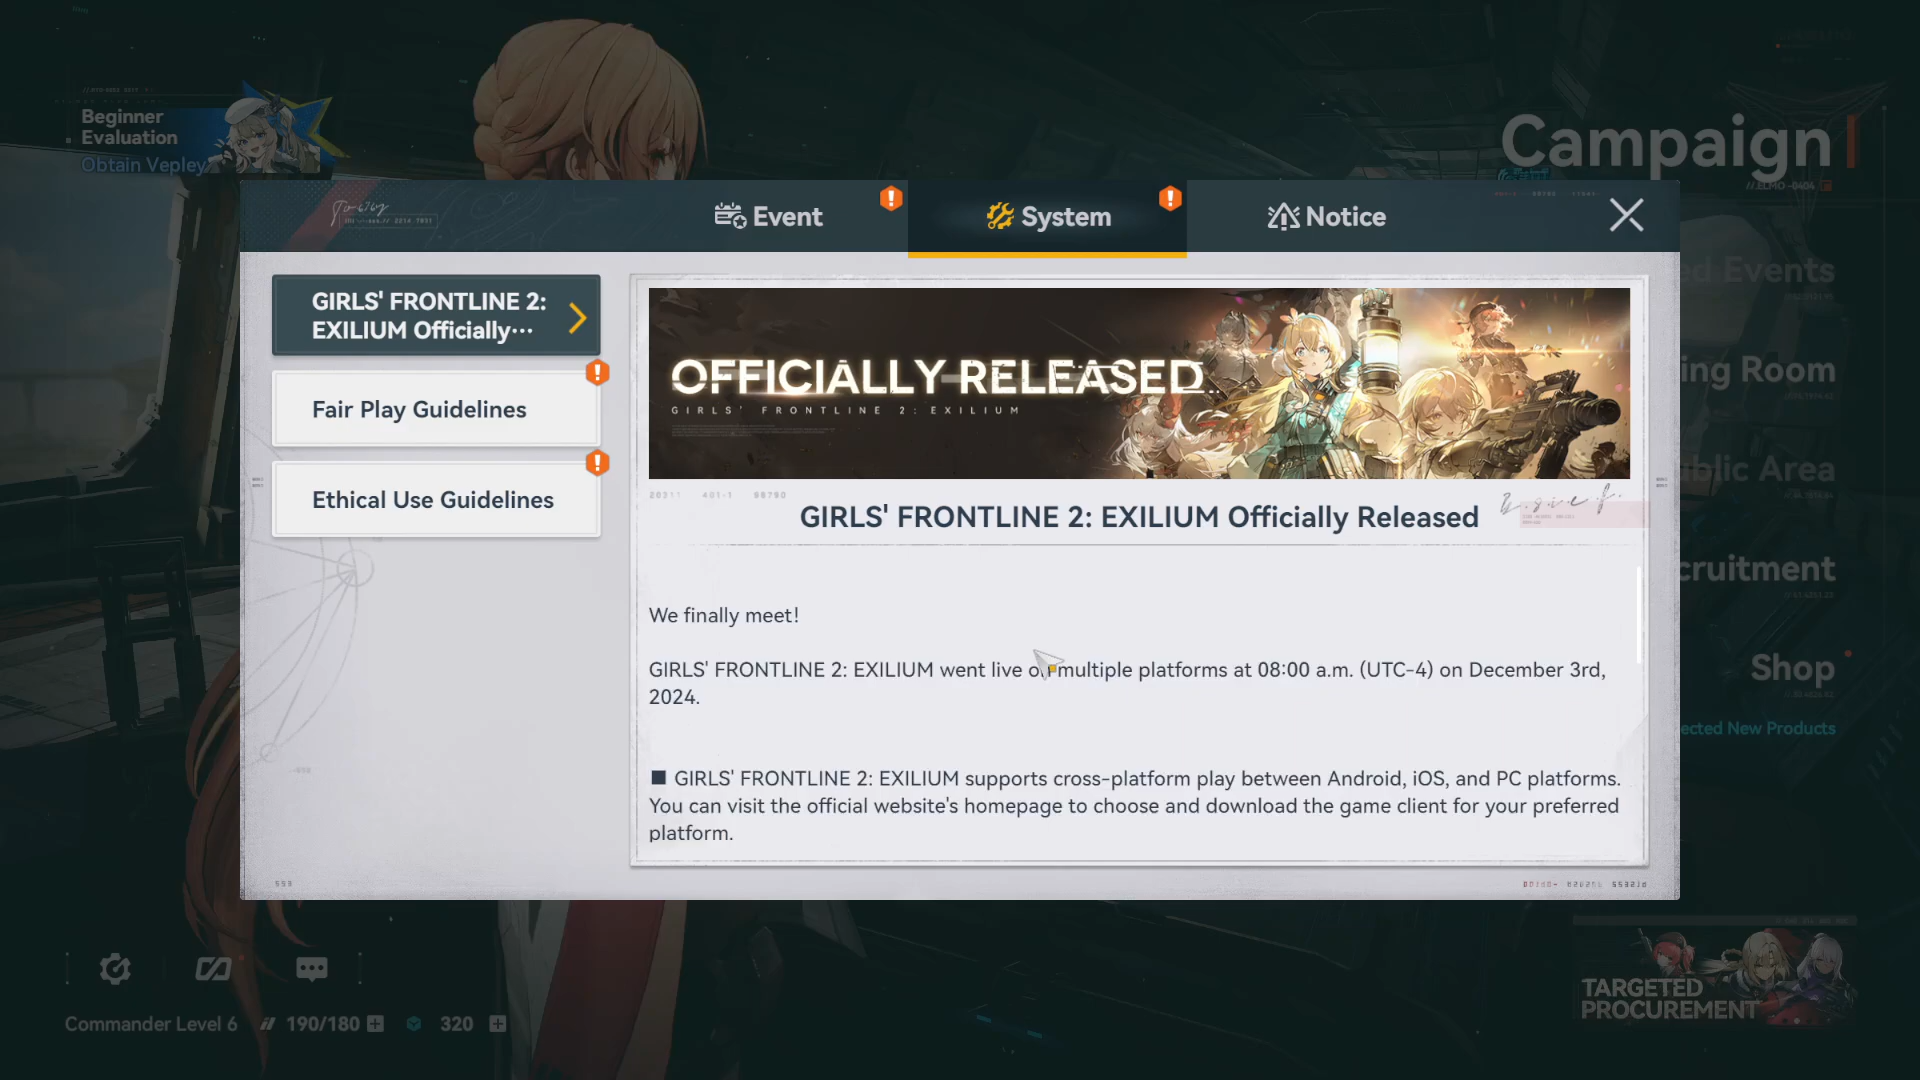 Beginner
Evaluation
Obtain Vepley
Campaign
//.ELMO -0404
Event
System
Notice
GIRLS' FRONTLINE 2:
EXILIUM Officially···
Fair Play Guidelines
Ethical Use Guidelines
OFFICIALLY RELEASED
GIRLS' FRONTLINE 2: EXILIUM
GIRLS' FRONTLINE 2: EXILIUM Officially Released
We finally meet!
GIRLS' FRONTLINE 2: EXILIUM went live on multiple platforms at 08:00 a.m. (UTC-4) on December 3rd,
2024.
■ GIRLS' FRONTLINE 2: EXILIUM supports cross-platform play between Android, iOS, and PC platforms.
You can visit the official website's homepage to choose and download the game client for your preferred
platform.
ed Events
ing Room
blic Area
cruitment
Shop
ected New Products
553
TARGETED
PROCUREMENT
Commander Level 6
190/180
320